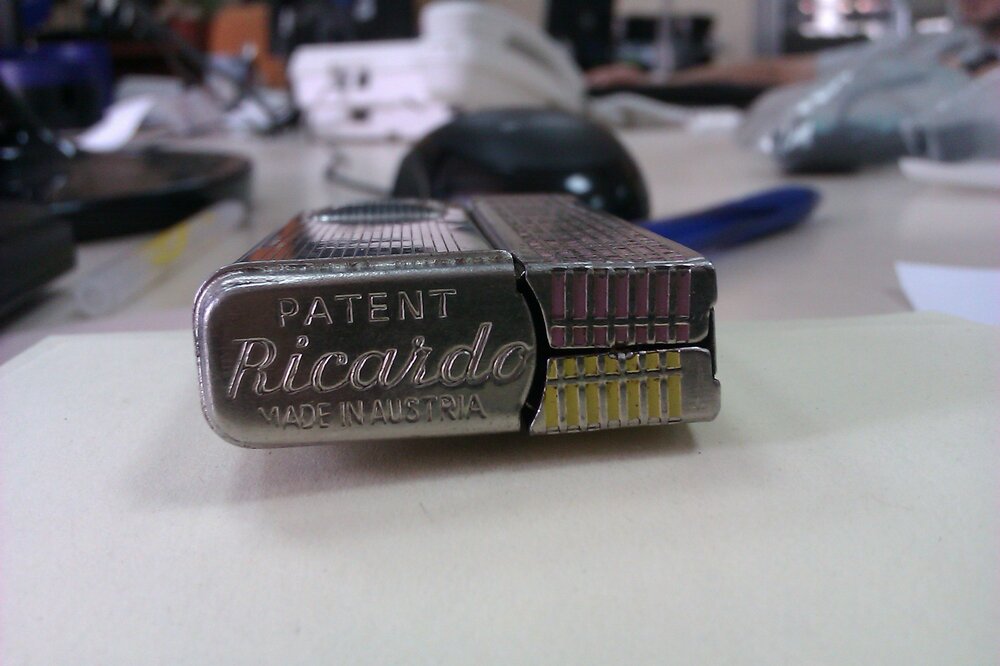 PATENT
Ricardo
MADE IN AUSTRIA